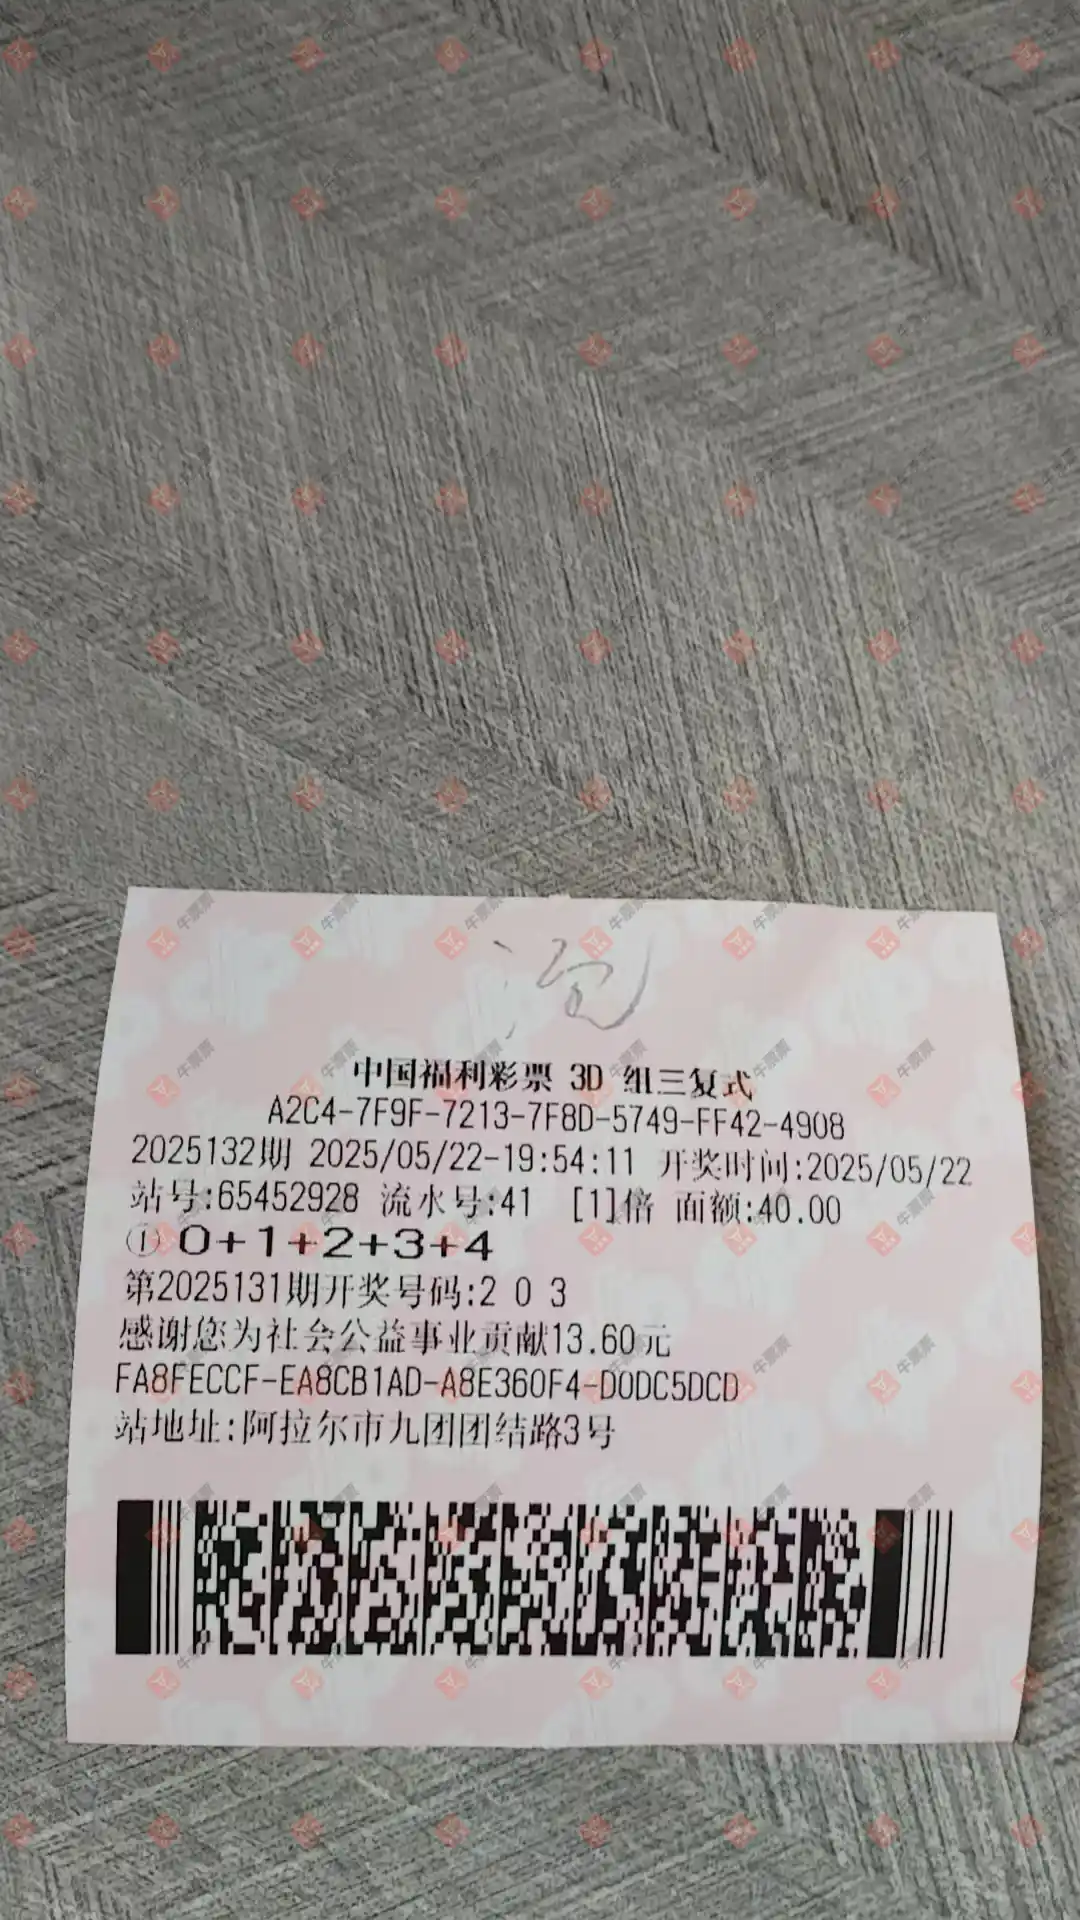 中国福利彩票 3D 组三复式
A2C4-7F9F-7213-7F8D-5749-FF42-4908
2025132期 2025/05/22-19:54:11 开奖时间:2025/05/22
站号:65452928 流水号:41 [1]倍 面额:40.00
① 0+1+2+3+4
第2025131期开奖号码:2 0 3
感谢您为社会公益事业贡献13.60元
FA8FECCF-EA8CB1AD-A8E360F4-D0DC5DCD
站地址:阿拉尔市九团团结路3号
牛票票